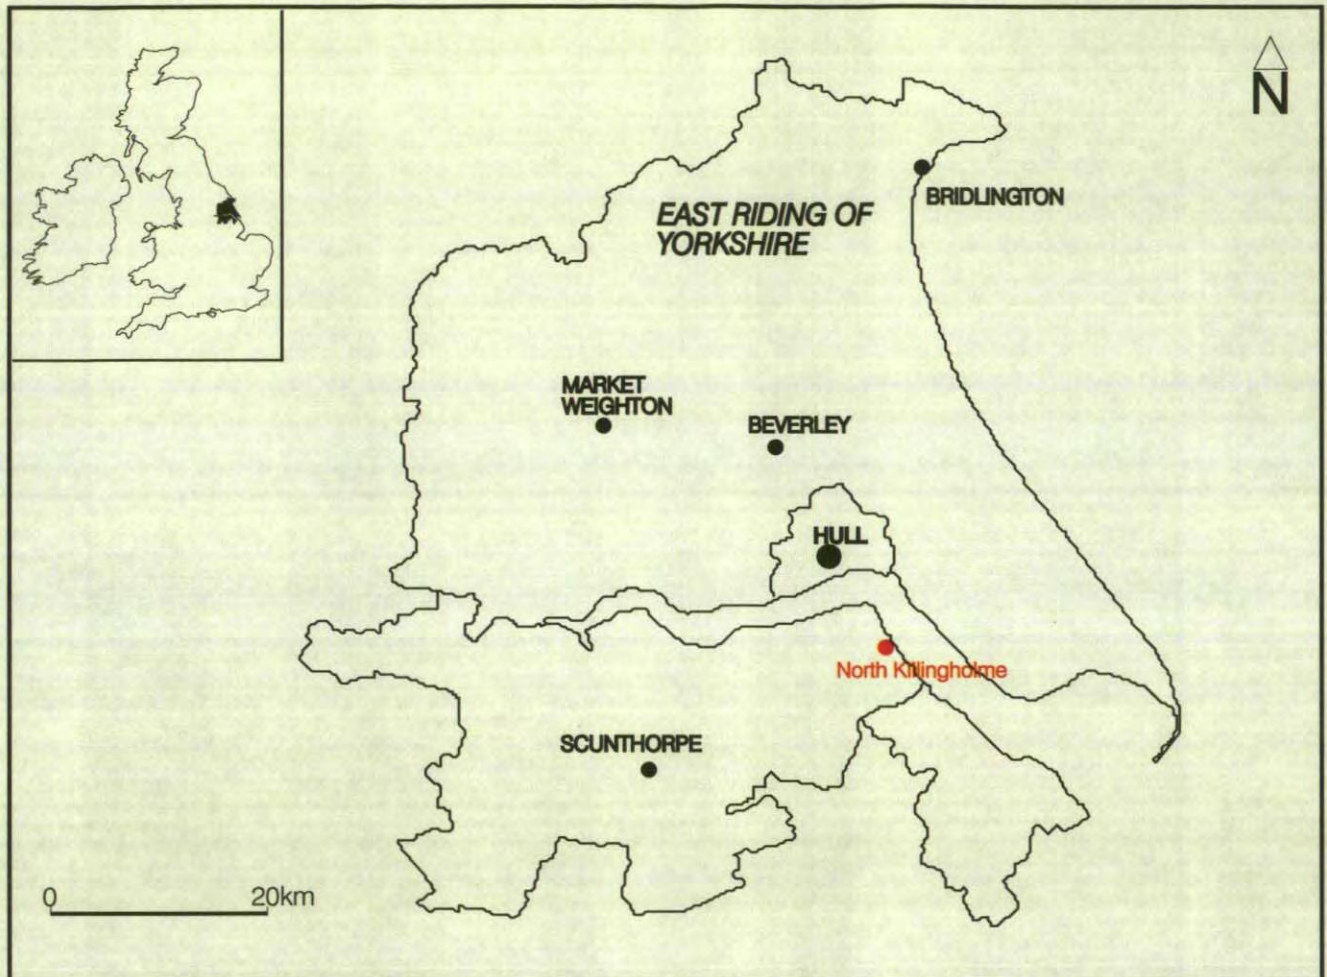 N
BRIDLINGTON
EAST RIDING OF
YORKSHIRE
MARKET
WEIGHTON
BEVERLEY
HULL
North Killingholme
SCUNTHORPE
0 20km